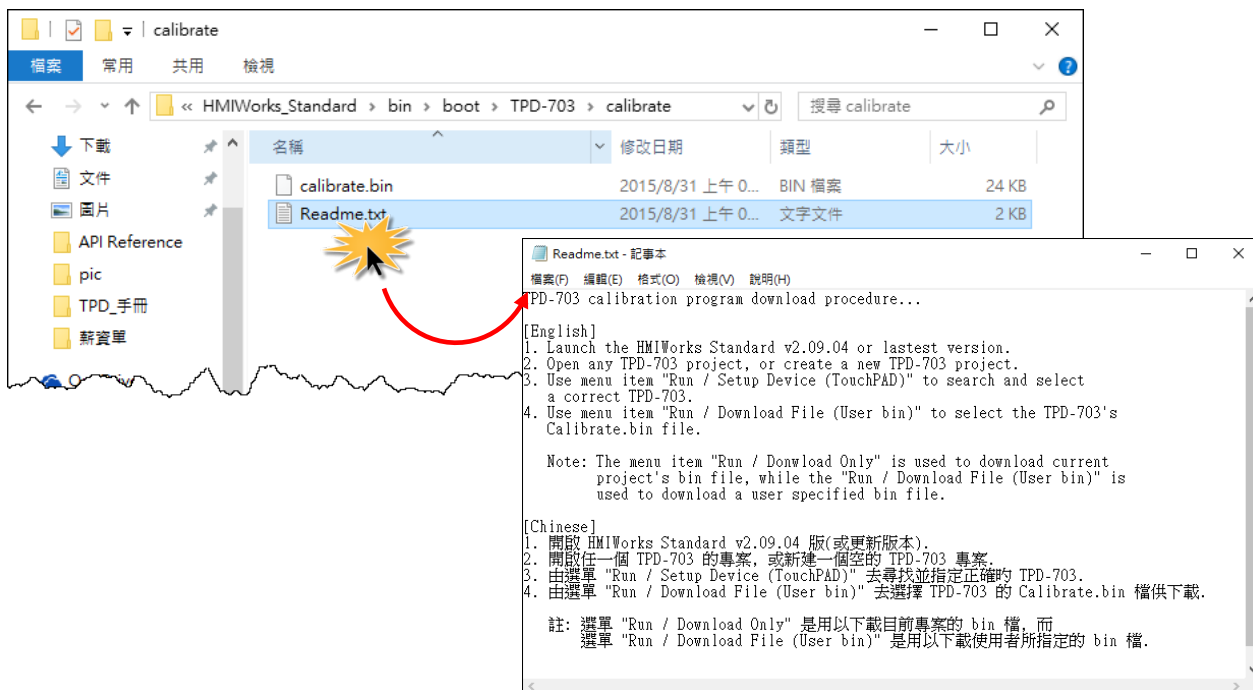 calibrate
檔案 常用 共用 檢視
« HMIWorks_Standard › bin › boot › TPD-703 › calibrate 搜尋 calibrate
名稱 修改日期 類型 大小
下載
文件
圖片
API Reference
pic
TPD_手冊
薪資單
calibrate.bin 2015/8/31 上午 0... BIN 檔案 24 KB
Readme.txt 2015/8/31 上午 0... 文字文件 2 KB
Readme.txt - 記事本
檔案(F) 編輯(E) 格式(O) 檢視(V) 說明(H)
TPD-703 calibration program download procedure...
[English]
1. Launch the HMIWorks Standard v2.09.04 or lastest version.
2. Open any TPD-703 project, or create a new TPD-703 project.
3. Use menu item "Run / Setup Device (TouchPAD)" to search and select
a correct TPD-703.
4. Use menu item "Run / Download File (User bin)" to select the TPD-703's
Calibrate.bin file.
Note: The menu item "Run / Donwload Only" is used to download current
project's bin file, while the "Run / Download File (User bin)" is
used to download a user specified bin file.
[Chinese]
1. 開啟 HMIWorks Standard v2.09.04 版(或更新版本).
2. 開啟任一個 TPD-703 的專案, 或新建一個空的 TPD-703 專案.
3. 由選單 "Run / Setup Device (TouchPAD)" 去尋找並指定正確旳 TPD-703.
4. 由選單 "Run / Download File (User bin)" 去選擇 TPD-703 的 Calibrate.bin 檔供下載.
註: 選單 "Run / Download Only" 是用以下載目前專案的 bin 檔, 而
選單 "Run / Download File (User bin)" 是用以下載使用者所指定的 bin 檔.